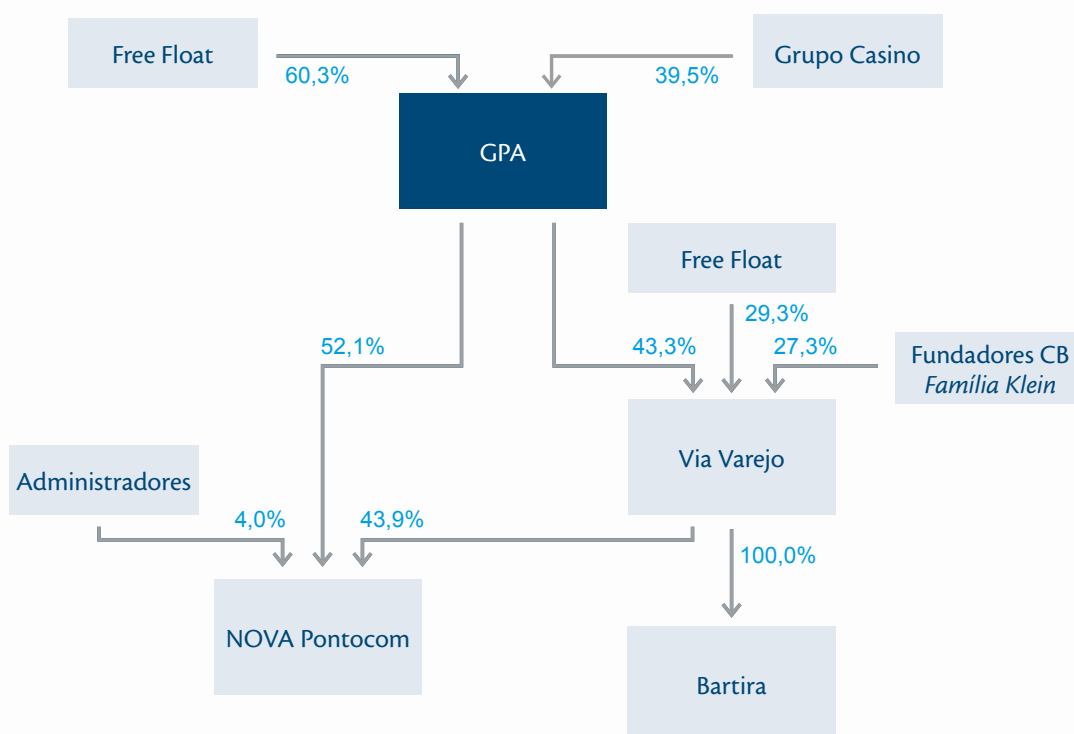 Free Float
Grupo Casino
60,3%
39,5%
GPA
Free Float
29,3%
52,1%
43,3%
27,3%
Fundadores CB
Família Klein
Via Varejo
Administradores
4,0%
43,9%
100,0%
NOVA Pontocom
Bartira